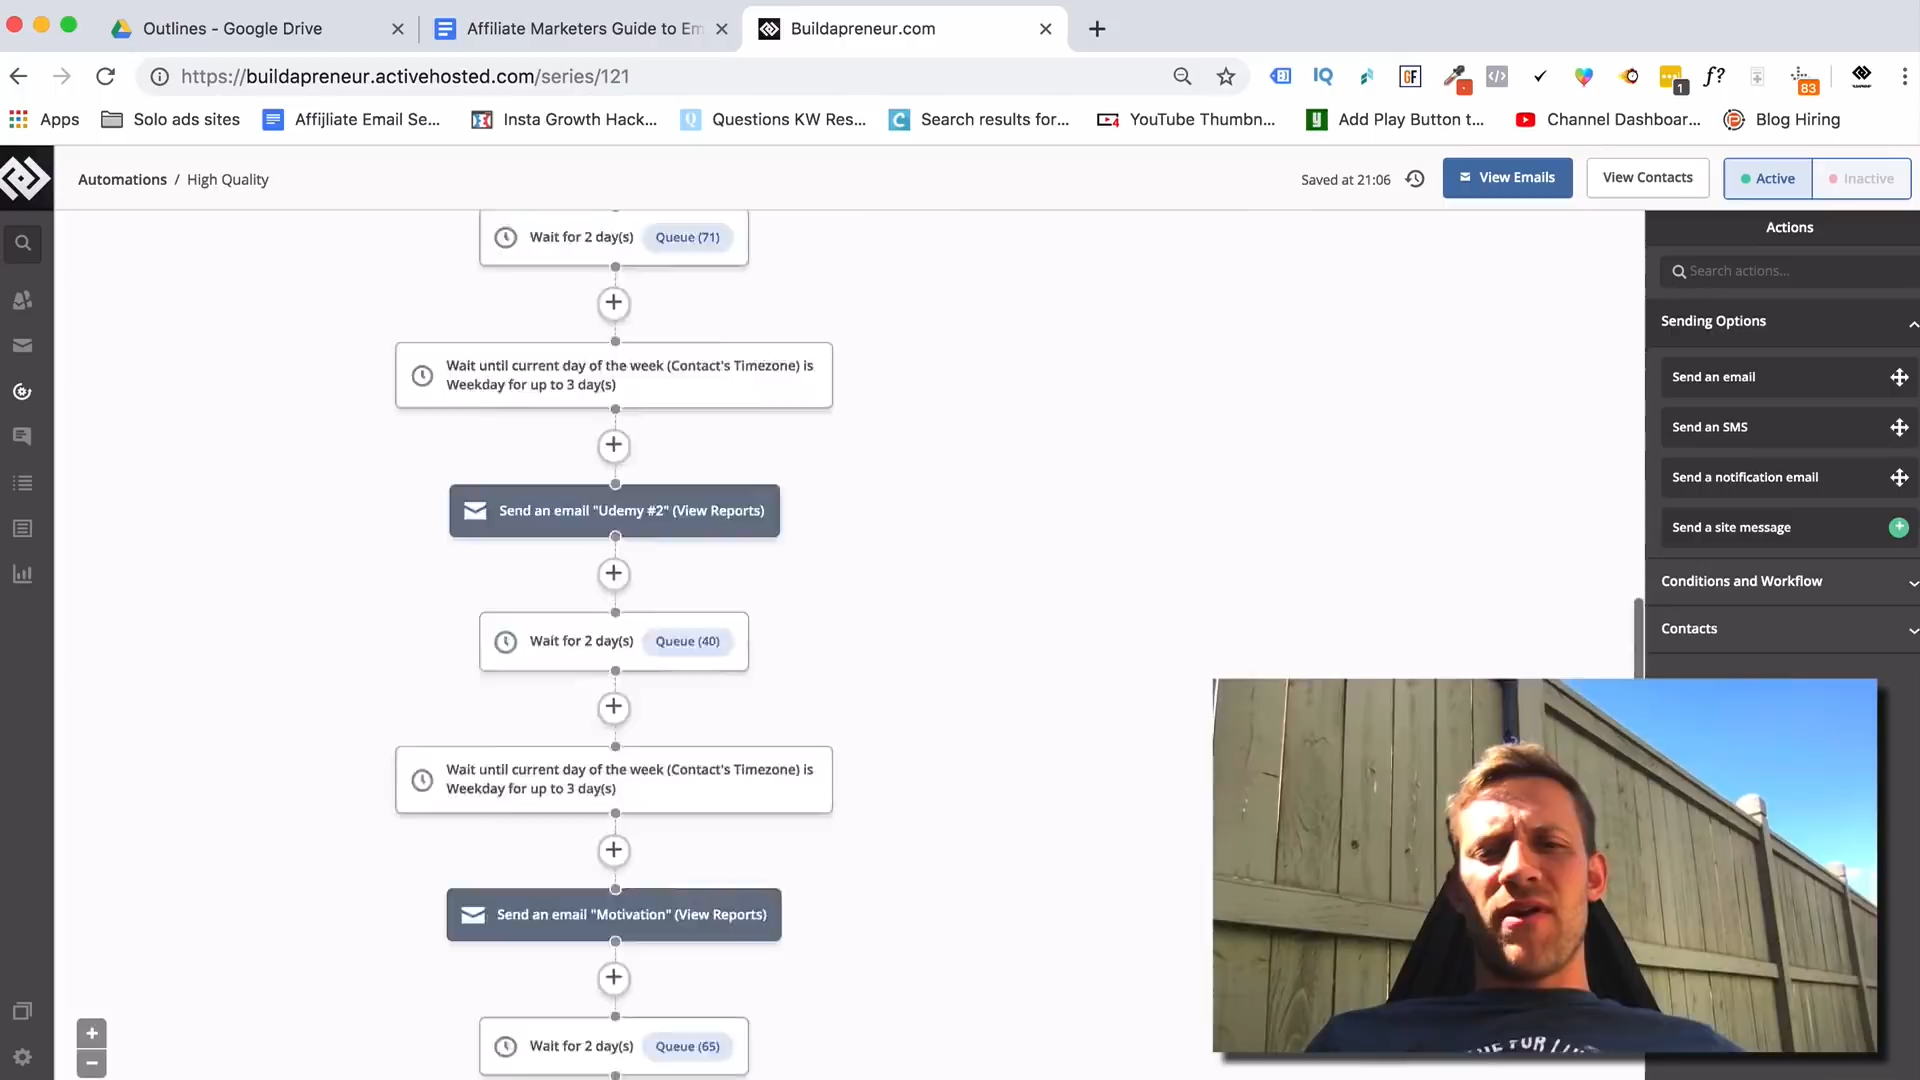 Outlines - Google Drive
Affiliate Marketers Guide to Em
Buildapreneur.com
https://buildapreneur.activehosted.com/series/121
IQ
GF
</>
1
f?
83
Apps
Solo ads sites
Affijliate Email Se...
Insta Growth Hack...
Questions KW Res...
Search results for...
YouTube Thumbn...
Add Play Button t...
Channel Dashboar...
Blog Hiring
Automations / High Quality
Saved at 21:06
View Emails
View Contacts
Active
Inactive
Wait for 2 day(s) Queue (71)
Wait until current day of the week (Contact's Timezone) is
Weekday for up to 3 day(s)
Send an email "Udemy #2" (View Reports)
Wait for 2 day(s) Queue (40)
Wait until current day of the week (Contact's Timezone) is
Weekday for up to 3 day(s)
Send an email "Motivation" (View Reports)
Wait for 2 day(s) Queue (65)
Actions
Search actions...
Sending Options
Send an email
Send an SMS
Send a notification email
Send a site message
Conditions and Workflow
Contacts